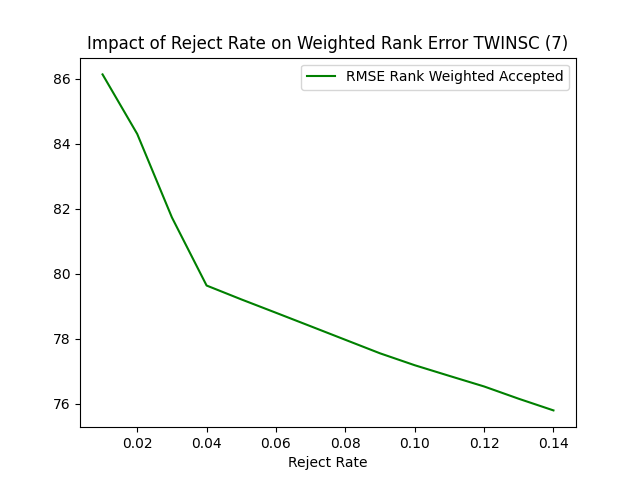 Impact of Reject Rate on Weighted Rank Error TWINSC (7)
RMSE Rank Weighted Accepted
86
84
82
80
78
76
0.02 0.04 0.06 0.08 0.10 0.12 0.14
Reject Rate